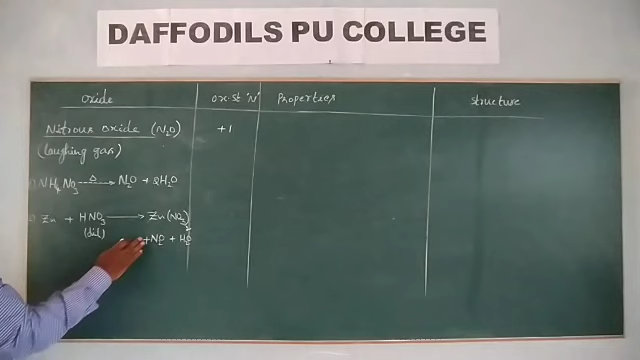 DAFFODILS PU COLLEGE
oxide ox.st 'N' Properties structure
Nitrous oxide (N₂O) +1
(laughing gas)
1) NH₄NO₃ —Δ→ N₂O + 2H₂O
Zn + HNO₃ → Zn(NO₃)₂
(dil)
+ H₂O